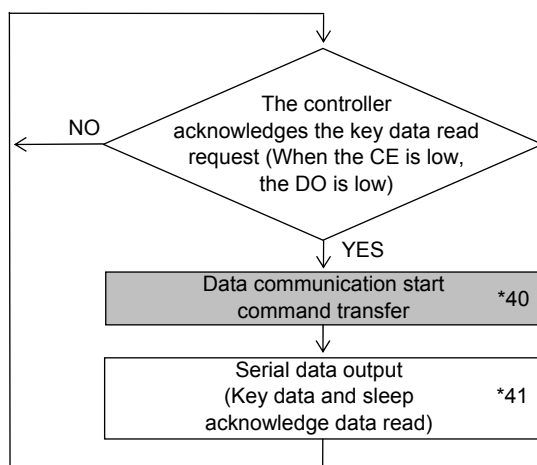 The controller
acknowledges the key data read
request (When the CE is low,
the DO is low)
NO
YES
Data communication start
command transfer
*40
Serial data output
(Key data and sleep
acknowledge data read)
*41